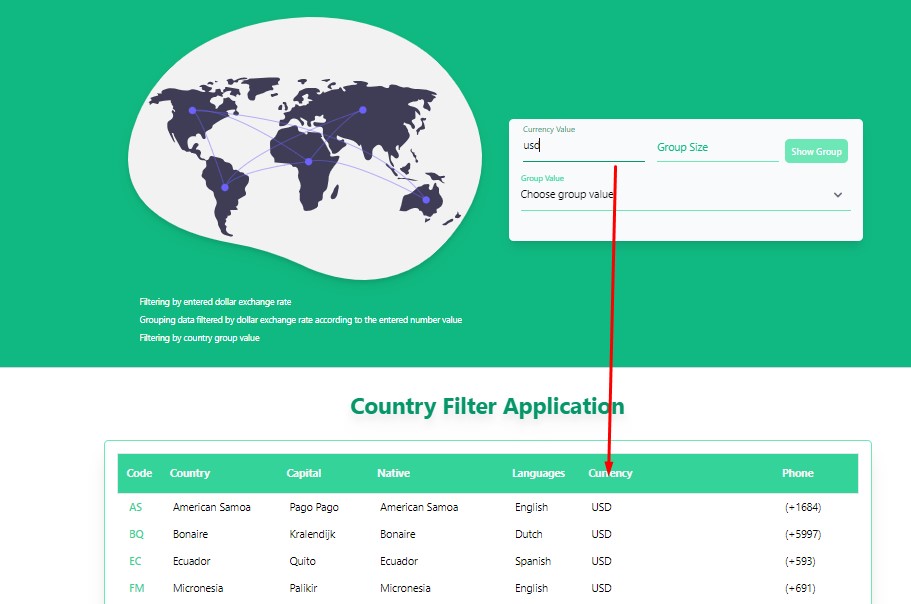 Currency Value
usd
Group Size
Show Group
Group Value
Choose group value
Filtering by entered dollar exchange rate
Grouping data filtered by dollar exchange rate according to the entered number value
Filtering by country group value
Country Filter Application
Code Country Capital Native Languages Currency Phone
AS American Samoa Pago Pago American Samoa English USD (+1684)
BQ Bonaire Kralendijk Bonaire Dutch USD (+5997)
EC Ecuador Quito Ecuador Spanish USD (+593)
FM Micronesia Palikir Micronesia English USD (+691)